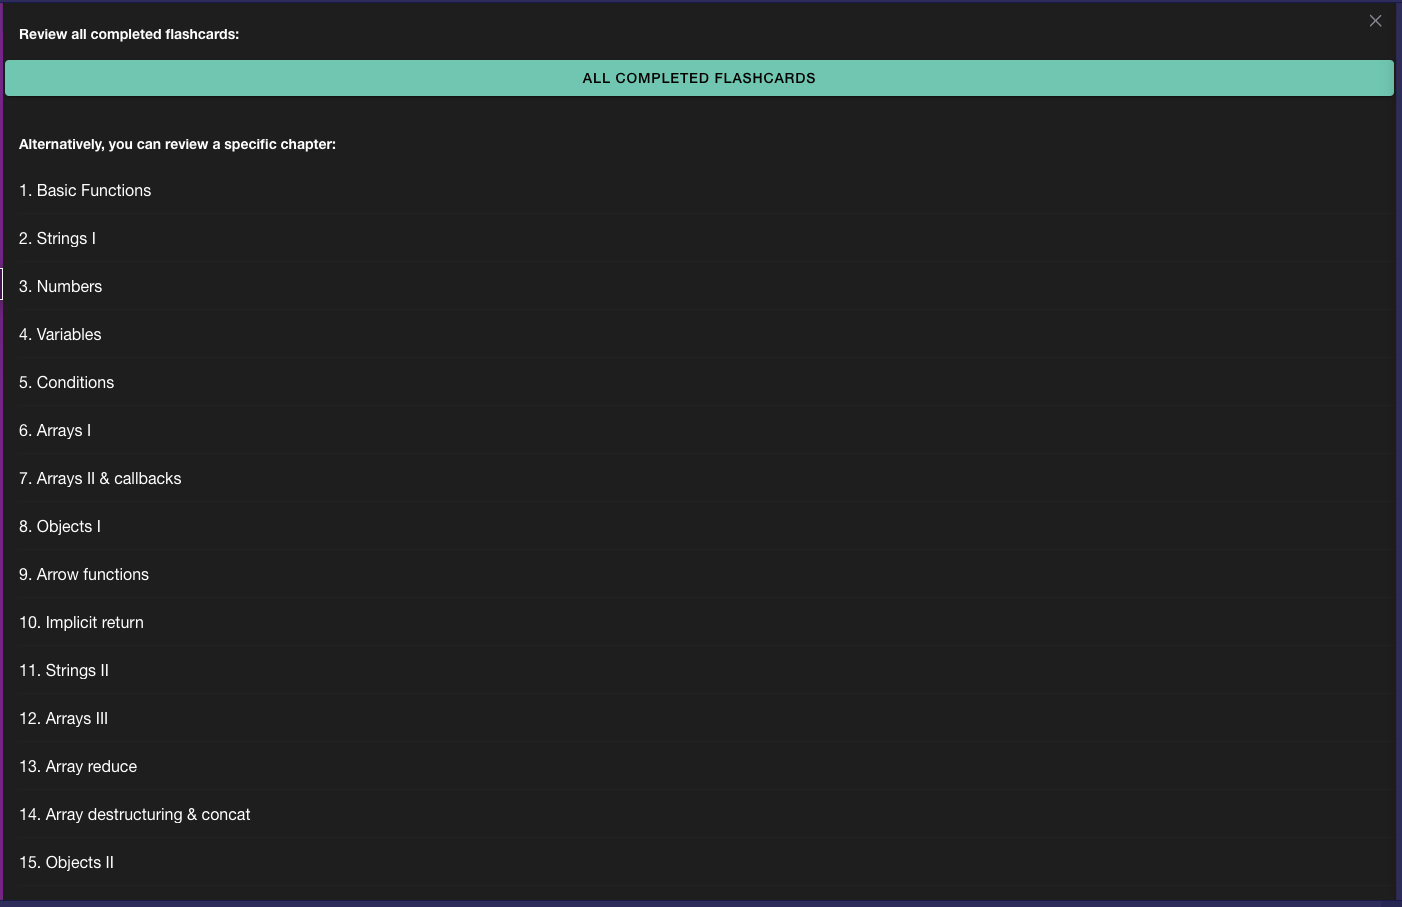 Review all completed flashcards:
ALL COMPLETED FLASHCARDS
Alternatively, you can review a specific chapter:
1. Basic Functions
2. Strings I
3. Numbers
4. Variables
5. Conditions
6. Arrays I
7. Arrays II & callbacks
8. Objects I
9. Arrow functions
10. Implicit return
11. Strings II
12. Arrays III
13. Array reduce
14. Array destructuring & concat
15. Objects II